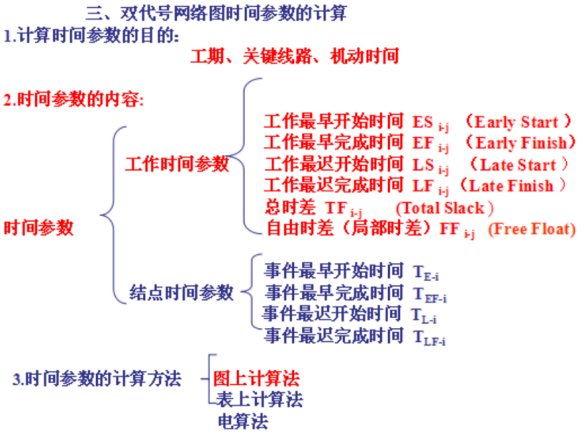 三、双代号网络图时间参数的计算
1.计算时间参数的目的：
工期、关键线路、机动时间
2.时间参数的内容:
工作最早开始时间 ES i-j （Early Start ）
工作最早完成时间 EF i-j （Early Finish）
工作时间参数
工作最迟开始时间 LS i-j （Late Start ）
工作最迟完成时间 LF i-j（Late Finish ）
总时差 TF i-j (Total Slack )
时间参数
自由时差（局部时差）FF i-j (Free Float)
事件最早开始时间 TE-i
结点时间参数
事件最早完成时间 TEF-i
事件最迟开始时间 TL-i
事件最迟完成时间 TLF-i
3.时间参数的计算方法
图上计算法
表上计算法
电算法